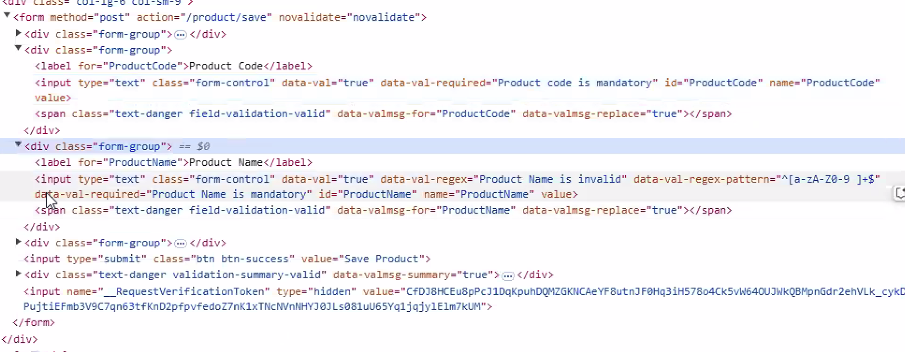 <div class="col-lg-6 col-sm-9">
<form method="post" action="/product/save" novalidate="novalidate">
<div class="form-group">…</div>
<div class="form-group">
<label for="ProductCode">Product Code</label>
<input type="text" class="form-control" data-val="true" data-val-required="Product code is mandatory" id="ProductCode" name="ProductCode"
value>
<span class="text-danger field-validation-valid" data-valmsg-for="ProductCode" data-valmsg-replace="true"></span>
</div>
<div class="form-group"> == $0
<label for="ProductName">Product Name</label>
<input type="text" class="form-control" data-val="true" data-val-regex="Product Name is invalid" data-val-regex-pattern="^[a-zA-Z0-9 ]+$"
data-val-required="Product Name is mandatory" id="ProductName" name="ProductName" value>
<span class="text-danger field-validation-valid" data-valmsg-for="ProductName" data-valmsg-replace="true"></span>
</div>
<div class="form-group">…</div>
<input type="submit" class="btn btn-success" value="Save Product">
<div class="text-danger validation-summary-valid" data-valmsg-summary="true">…</div>
<input name="__RequestVerificationToken" type="hidden" value="
</form>
</div>